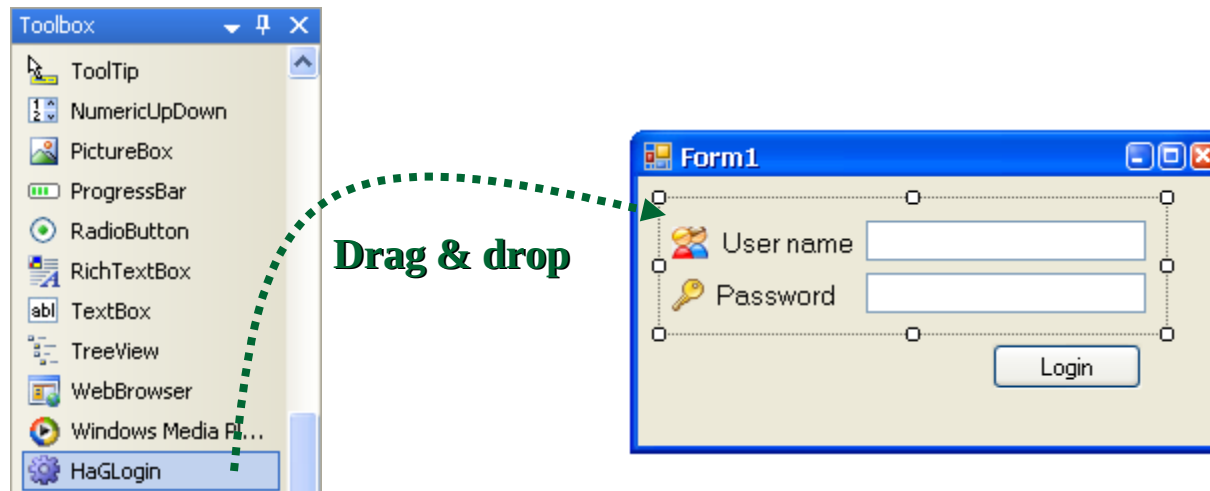 Toolbox
ToolTip
NumericUpDown
PictureBox
ProgressBar
RadioButton
RichTextBox
abl TextBox
TreeView
WebBrowser
Windows Media Pl...
HaGLogin
Drag & drop
Form1
User name
Password
Login